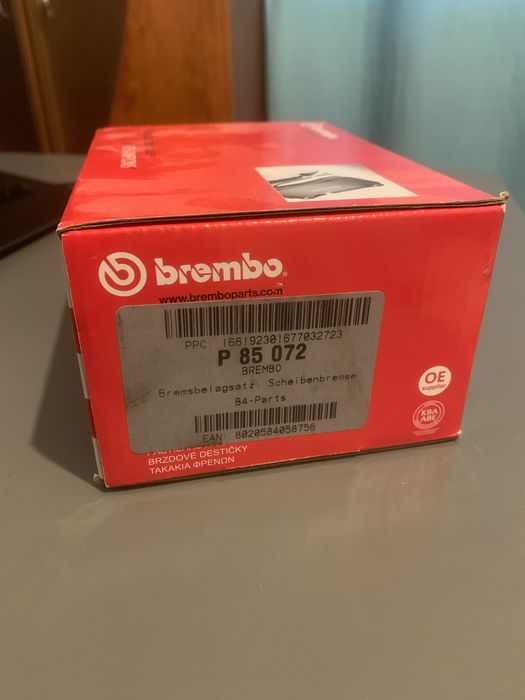 brembo
brembo®
www.bremboparts.com
PPC: 166192301677032723
P 85 072
BREMBO
Bremsbelagsatz, Scheibenbremse
B4-Parts
EAN: 8020584058756
BRZDOVÉ DESTIČKY
ΤΑΚΑΚΙΑ ΦΡΕΝΩΝ
OE
supplier
KBA
ABE